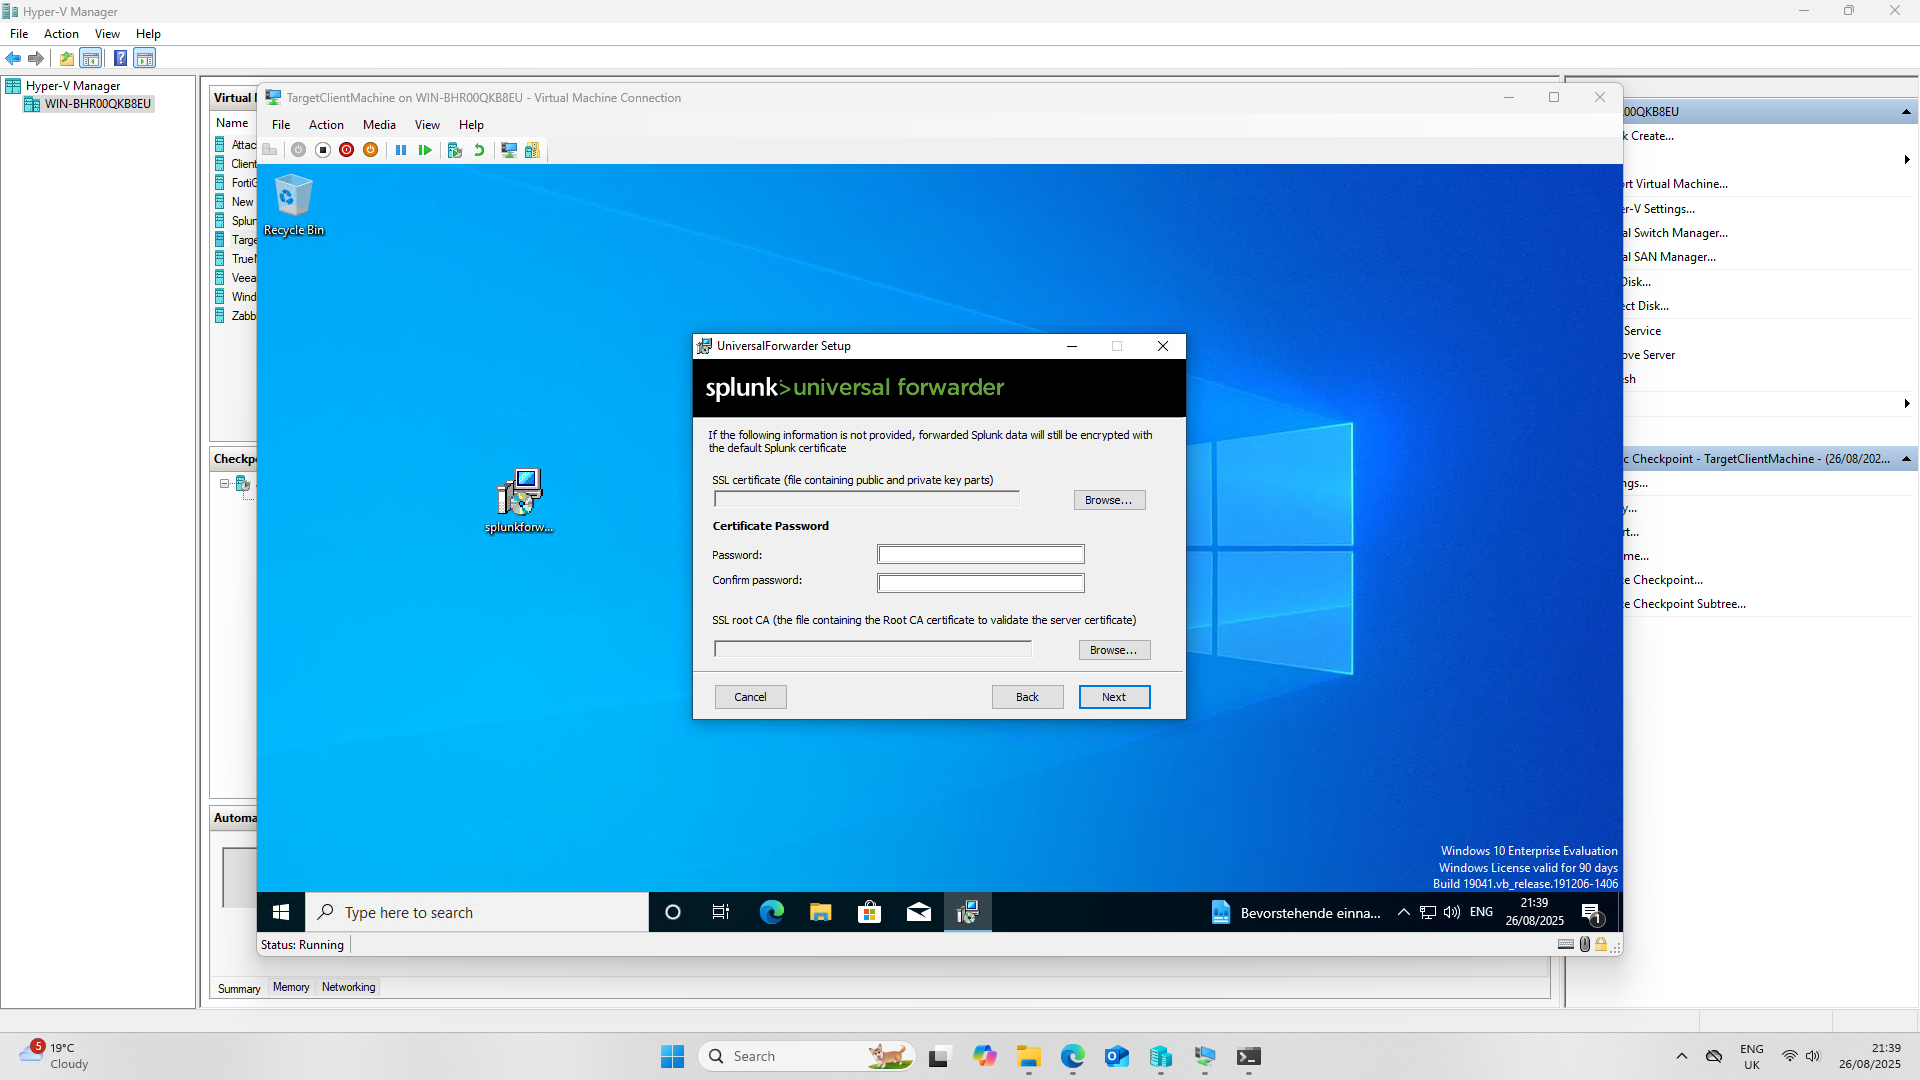 Hyper-V Manager
File Action View Help
Hyper-V Manager
WIN-BHR00QKB8EU
Virtual
Name
Attac
Client
FortiG
New
Splun
Targe
TrueN
Veea
Wind
Zabb
Checkp
Automa
TargetClientMachine on WIN-BHR00QKB8EU - Virtual Machine Connection
File Action Media View Help
Recycle Bin
splunkforw...
UniversalForwarder Setup
splunk>universal forwarder
If the following information is not provided, forwarded Splunk data will still be encrypted with
the default Splunk certificate
SSL certificate (file containing public and private key parts)
Browse...
Certificate Password
Password:
Confirm password:
SSL root CA (the file containing the Root CA certificate to validate the server certificate)
Browse...
Cancel Back Next
Windows 10 Enterprise Evaluation
Windows License valid for 90 days
Build 19041.vb_release.191206-1406
Type here to search
Bevorstehende einna...
ENG
21:39
26/08/2025
1
Status: Running
Summary Memory Networking
00QKB8EU
k Create...
rt Virtual Machine...
er-V Settings...
al Switch Manager...
al SAN Manager...
Disk...
ect Disk...
Service
ove Server
sh
c Checkpoint - TargetClientMachine - (26/08/202...
ngs...
y...
rt...
me...
e Checkpoint...
e Checkpoint Subtree...
5
19°C
Cloudy
Search
ENG
UK
21:39
26/08/2025